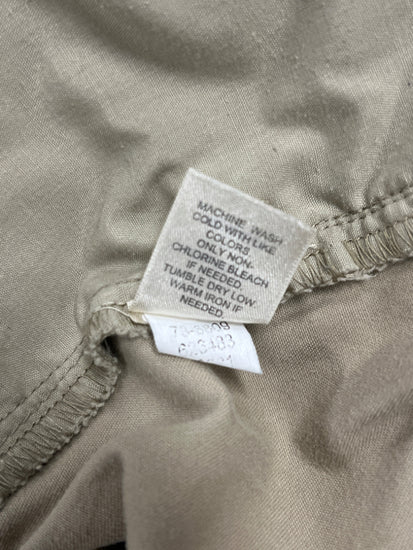 MACHINE WASH
COLD WITH LIKE
COLORS
ONLY NON-
CHLORINE BLEACH
IF NEEDED.
TUMBLE DRY LOW
WARM IRON IF
NEEDED.